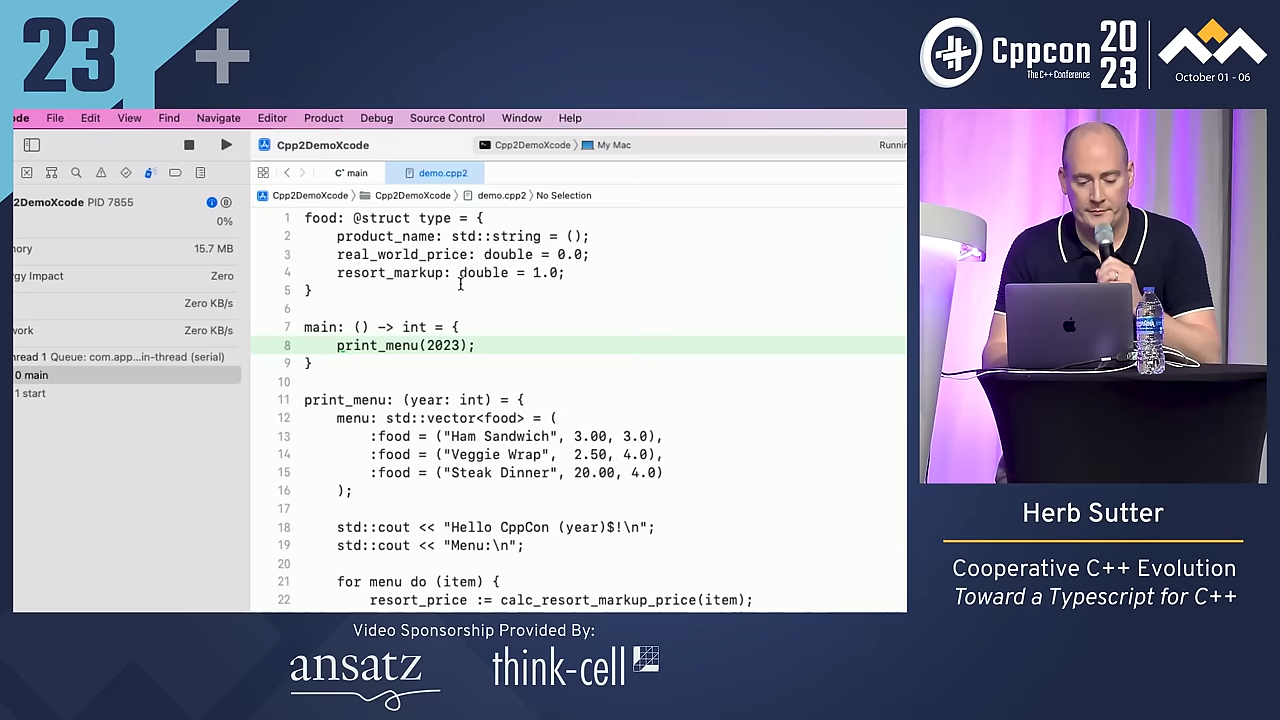 23
Cppcon
The C++ Conference
20
23
October 01 - 06
ode File Edit View Find Navigate Editor Product Debug Source Control Window Help
Cpp2DemoXcode
Cpp2DemoXcode My Mac
Runnin
main
demo.cpp2
2DemoXcode PID 7855
Cpp2DemoXcode Cpp2DemoXcode demo.cpp2 No Selection
0%
ory 15.7 MB
rgy Impact Zero
Zero KB/s
work Zero KB/s
hread 1 Queue: com.app...in-thread (serial)
0 main
1 start
1 food: @struct type = {
2 product_name: std::string = ();
3 real_world_price: double = 0.0;
4 resort_markup: double = 1.0;
5 }
6
7 main: () -> int = {
8 print_menu(2023);
9 }
10
11 print_menu: (year: int) = {
12 menu: std::vector<food> = (
13 :food = ("Ham Sandwich", 3.00, 3.0),
14 :food = ("Veggie Wrap",  2.50, 4.0),
15 :food = ("Steak Dinner", 20.00, 4.0)
16 );
17
18 std::cout << "Hello CppCon (year)$!\n";
19 std::cout << "Menu:\n";
20
21 for menu do (item) {
22 resort_price := calc_resort_markup_price(item);
Herb Sutter
Cooperative C++ Evolution
Toward a Typescript for C++
Video Sponsorship Provided By:
ansatz
think-cell